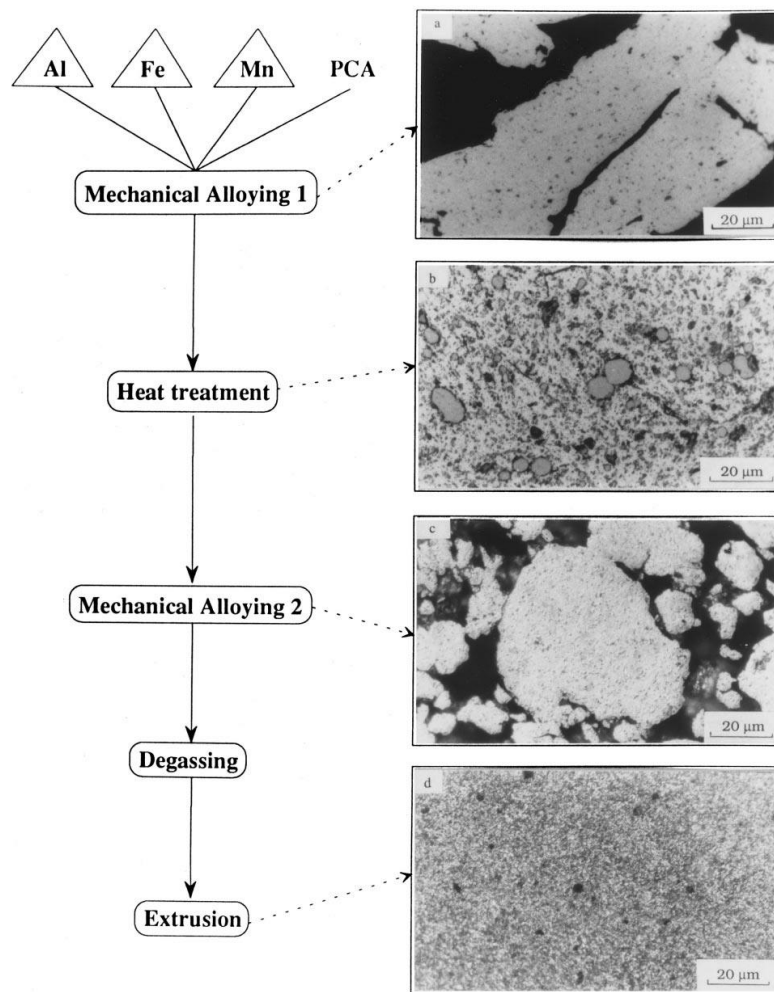 Al
Fe
Mn
PCA
Mechanical Alloying 1
Heat treatment
Mechanical Alloying 2
Degassing
Extrusion
a
20 μm
b
20 μm
c
20 μm
d
20 μm